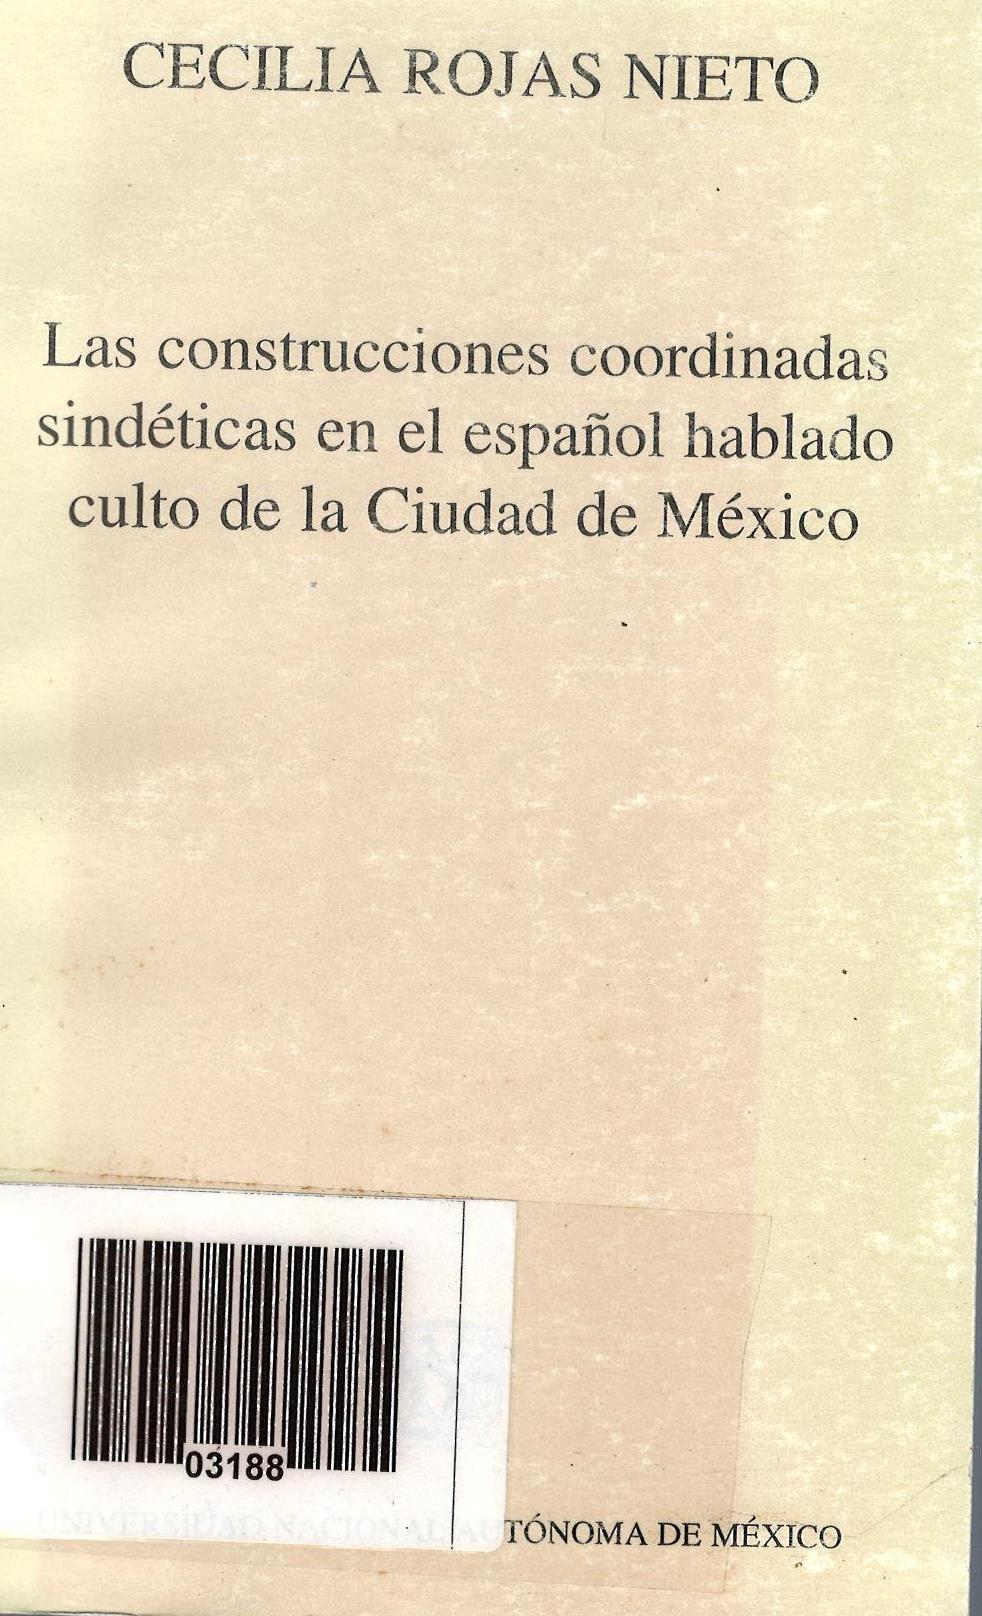 CECILIA ROJAS NIETO
Las construcciones coordinadas
sindéticas en el español hablado
culto de la Ciudad de México
03188
UNIVERSIDAD NACIONAL AUTÓNOMA DE MÉXICO